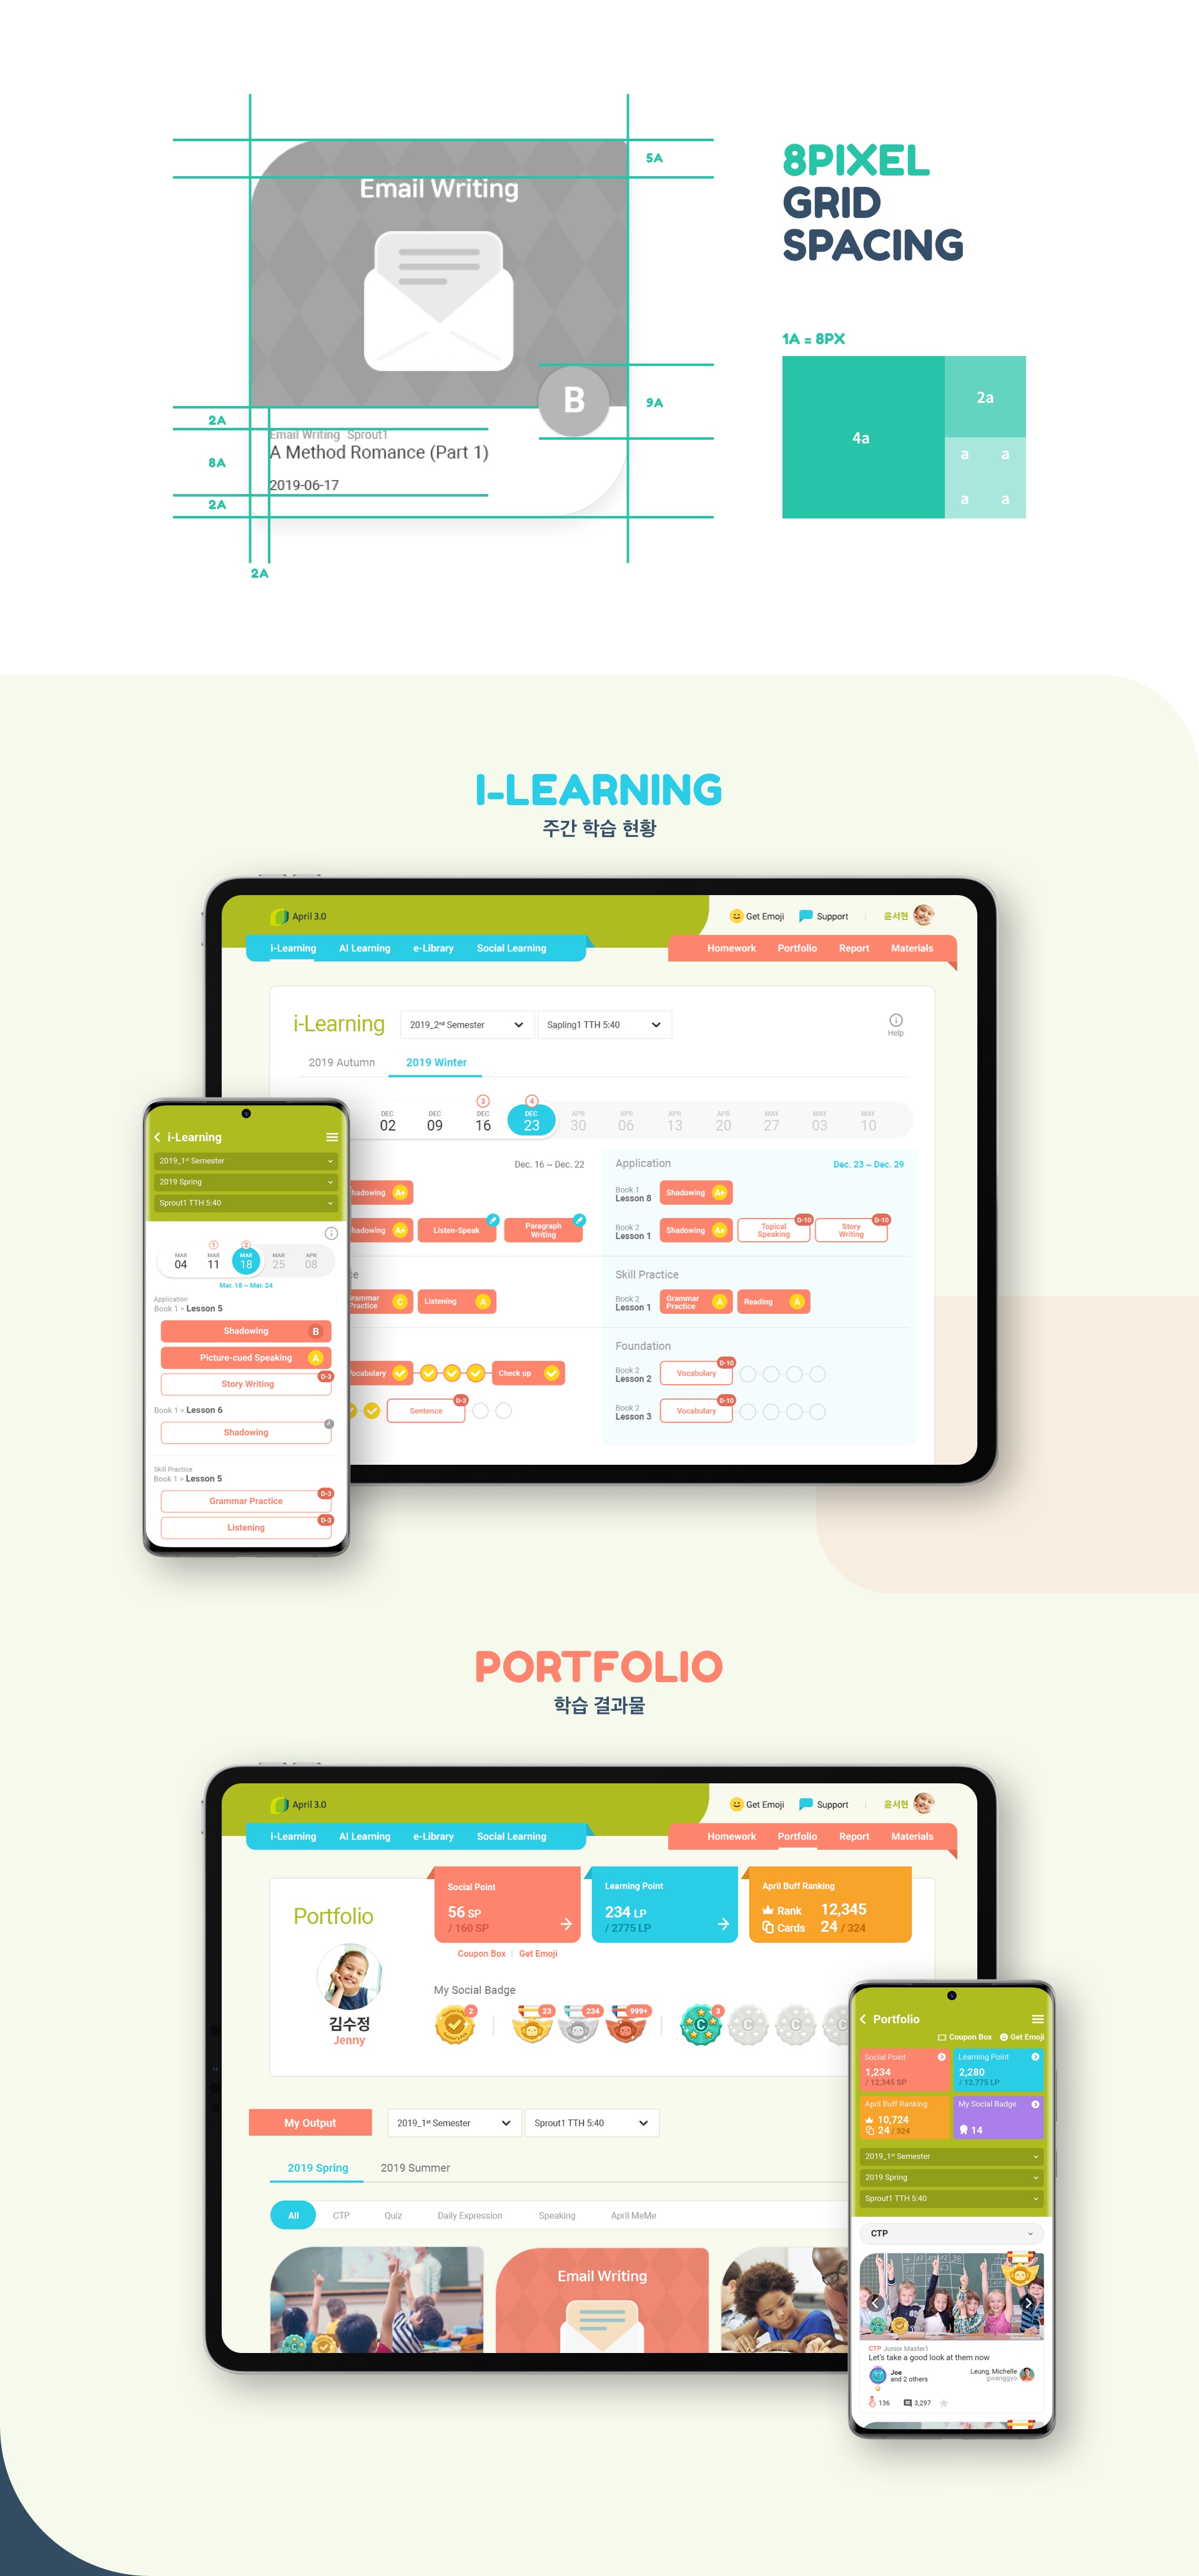 5A
Email Writing
8PIXEL
GRID
SPACING
1A = 8PX
4a
2a
a a
a a
B
9A
2A
Email Writing Sprout1
A Method Romance (Part 1)
8A
2019-06-17
2A
2A
I-LEARNING
주간 학습 현황
April 3.0
Get Emoji
Support
윤서현
i-Learning AI Learning e-Library Social Learning
Homework Portfolio Report Materials
i-Learning
2019_2nd Semester
Sapling1 TTH 5:40
Help
2019 Autumn 2019 Winter
3 4
DEC DEC DEC DEC APR APR APR APR MAY MAY MAY
02 09 16 23 30 06 13 20 27 03 10
Dec. 16 ~ Dec. 22
hadowing A+
hadowing A+
Listen-Speak
Paragraph
Writing
ce
Grammar
Practice C
Listening A
Vocabulary
Check up
Sentence D-3
Application
Dec. 23 ~ Dec. 29
Book 1
Lesson 8
Shadowing A+
Book 2
Lesson 1
Shadowing A+
Topical
Speaking
D-10
Story
Writing
D-10
Skill Practice
Book 2
Lesson 1
Grammar
Practice A
Reading A
Foundation
Book 2
Lesson 2
Vocabulary D-10
Book 2
Lesson 3
Vocabulary D-10
i-Learning
2019_1st Semester
2019 Spring
Sprout1 TTH 5:40
1 2
MAR MAR MAR MAR APR
04 11 18 25 08
Mar. 18 ~ Mar. 24
Application
Book 1 > Lesson 5
Shadowing B
Picture-cued Speaking A
Story Writing D-3
Book 1 > Lesson 6
Shadowing
Skill Practice
Book 1 > Lesson 5
Grammar Practice D-3
Listening D-3
PORTFOLIO
학습 결과물
April 3.0
Get Emoji
Support
윤서현
i-Learning AI Learning e-Library Social Learning
Homework Portfolio Report Materials
Portfolio
김수정
Jenny
Social Point
56 SP
/ 160 SP
Learning Point
234 LP
/ 2775 LP
April Buff Ranking
Rank 12,345
Cards 24 / 324
Coupon Box | Get Emoji
My Social Badge
2 23 234 999+ 3
C C C C
My Output
2019_1st Semester
Sprout1 TTH 5:40
2019 Spring 2019 Summer
All CTP Quiz Daily Expression Speaking April MeMe
Email Writing
C
Portfolio
Coupon Box Get Emoji
Social Point
1,234
/ 12,345 SP
Learning Point
2,280
/ 12,775 LP
April Buff Ranking
10,724
24 / 324
My Social Badge
14
2019_1st Semester
2019 Spring
Sprout1 TTH 5:40
CTP
C
CTP Junior Master1
Let's take a good look at them now
Joe
and 2 others
Leung, Michelle
gwanggyo
136 3,297